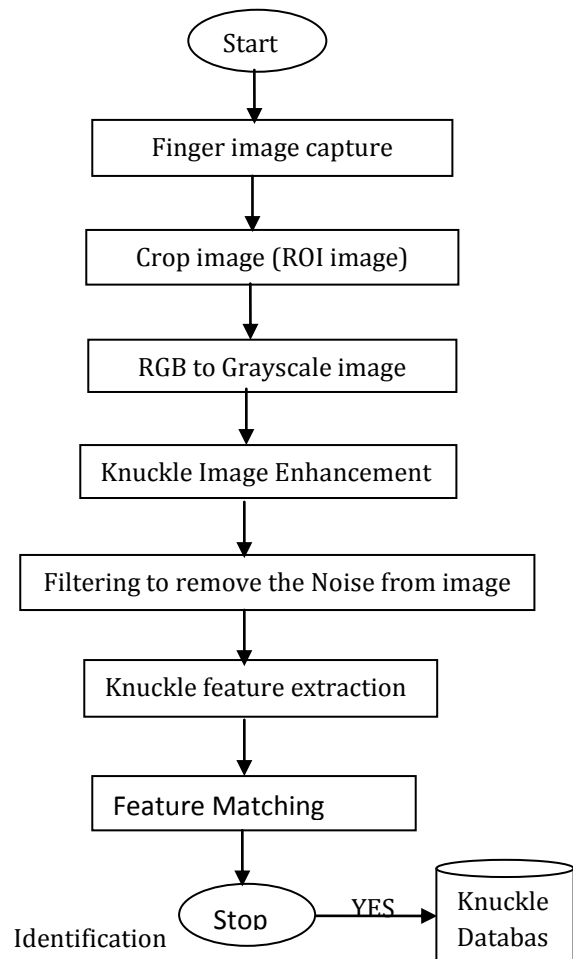 Start
Finger image capture
Crop image (ROI image)
RGB to Grayscale image
Knuckle Image Enhancement
Filtering to remove the Noise from image
Knuckle feature extraction
Feature Matching
Stop
YES
Knuckle
Databas
Identification